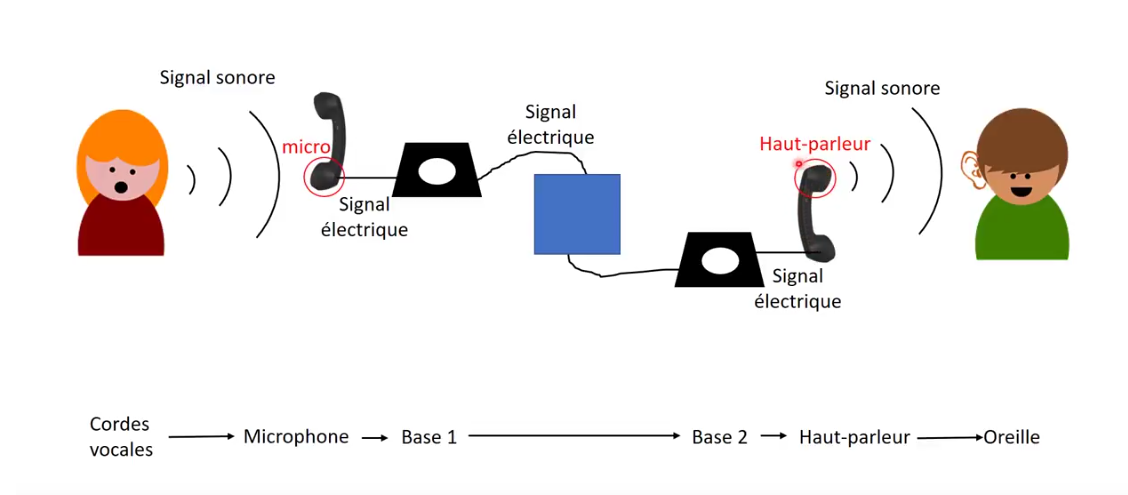 Signal sonore
micro
Signal
électrique
Signal
électrique
Haut-parleur
Signal sonore
Signal
électrique
Cordes
vocales
Microphone
Base 1
Base 2
Haut-parleur
Oreille